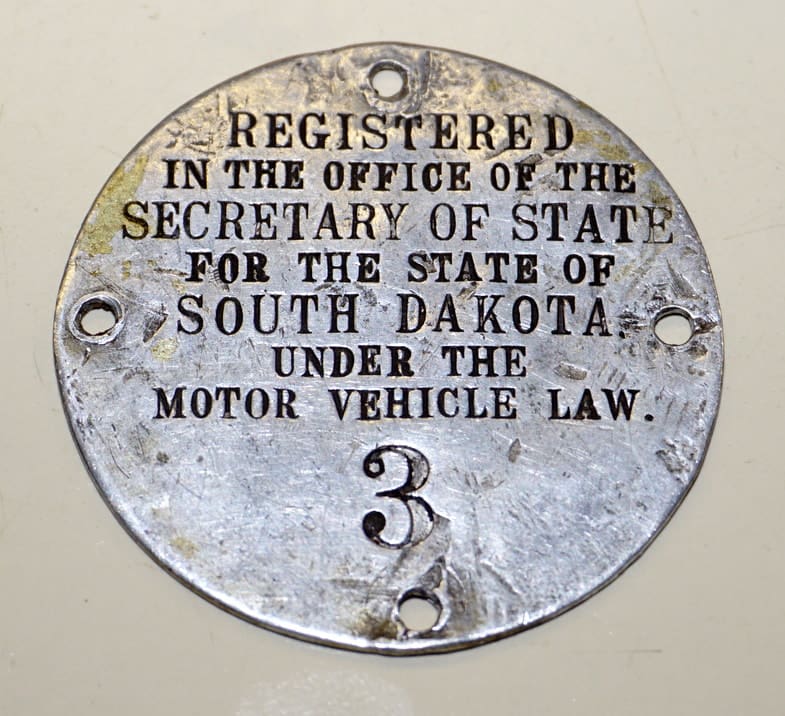 REGISTERED
IN THE OFFICE OF THE
SECRETARY OF STATE
FOR THE STATE OF
SOUTH DAKOTA.
UNDER THE
MOTOR VEHICLE LAW.
3